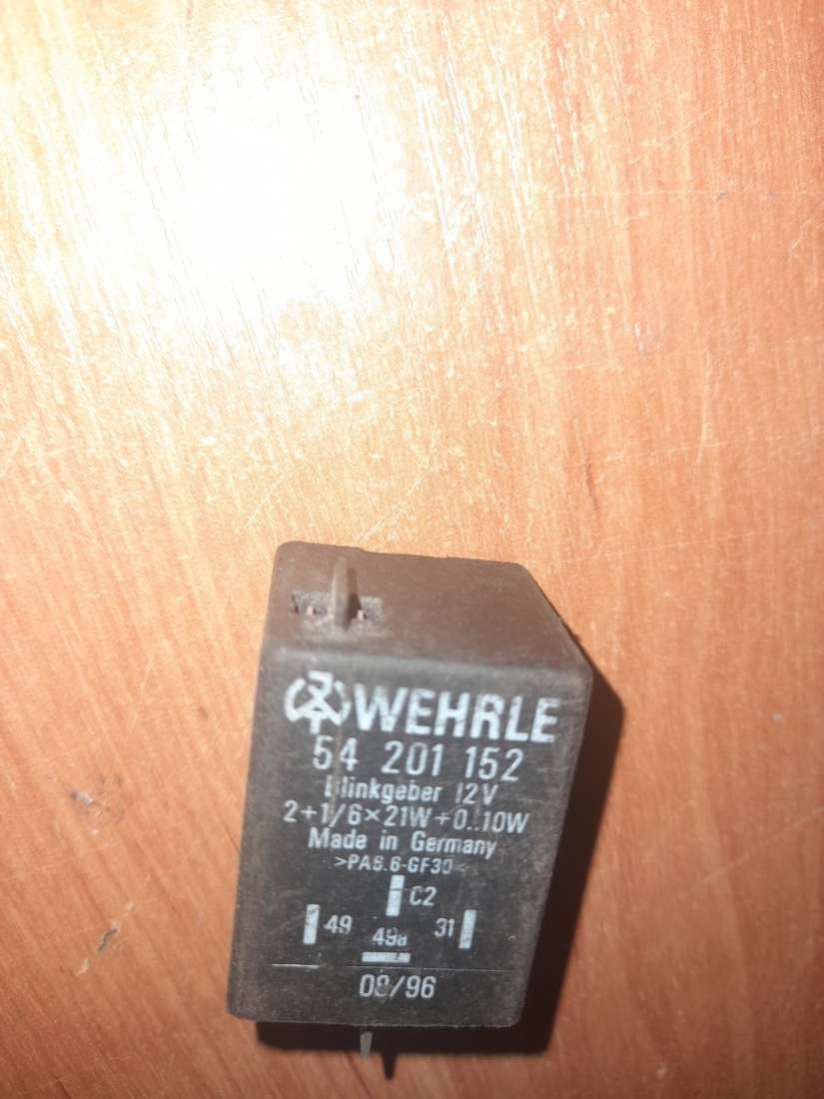 WEHRLE
54 201 152
Blinkgeber 12V
2+1/6×21W+0..10W
Made in Germany
>PA6.6-GF30<
C2
49
31
49a
08/96